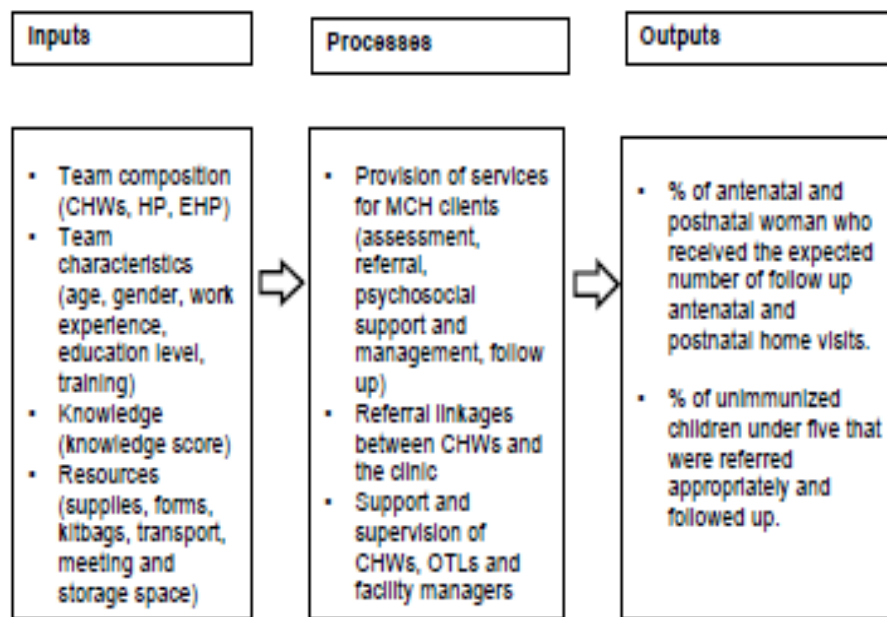 Inputs
Processes
Outputs
▪ Team composition
(CHWs, HP, EHP)
▪ Team
characteristics
(age, gender, work
experience,
education level,
training)
▪ Knowledge
(knowledge score)
▪ Resources
(supplies, forms,
kitbags, transport,
meeting and
storage space)
▪ Provision of services
for MCH clients
(assessment,
referral,
psychosocial
support and
management, follow
up)
▪ Referral linkages
between CHWs and
the clinic
▪ Support and
supervision of
CHWs, OTLs and
facility managers
▪ % of antenatal and
postnatal woman who
received the expected
number of follow up
antenatal and
postnatal home visits.
▪ % of unimmunized
children under five that
were referred
appropriately and
followed up.